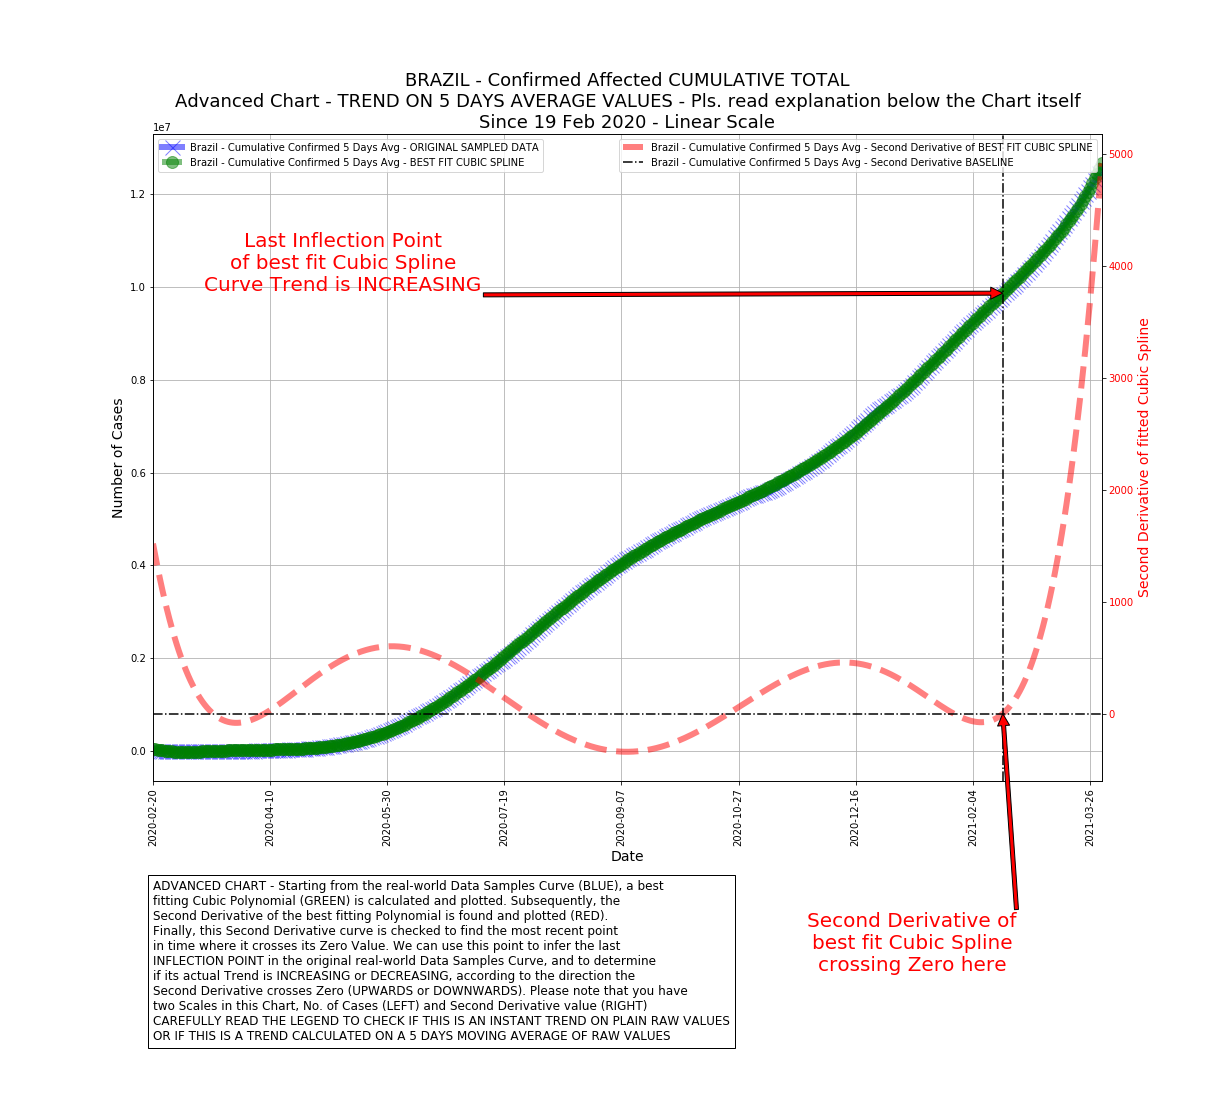 BRAZIL - Confirmed Affected CUMULATIVE TOTAL
Advanced Chart - TREND ON 5 DAYS AVERAGE VALUES - Pls. read explanation below the Chart itself
Since 19 Feb 2020 - Linear Scale
1e7
Brazil - Cumulative Confirmed 5 Days Avg - ORIGINAL SAMPLED DATA
Brazil - Cumulative Confirmed 5 Days Avg - BEST FIT CUBIC SPLINE
Brazil - Cumulative Confirmed 5 Days Avg - Second Derivative of BEST FIT CUBIC SPLINE
Brazil - Cumulative Confirmed 5 Days Avg - Second Derivative BASELINE
Last Inflection Point
of best fit Cubic Spline
Curve Trend is INCREASING
Number of Cases
1.2
1.0
0.8
0.6
0.4
0.2
0.0
5000
4000
3000
2000
1000
0
Second Derivative of fitted Cubic Spline
2020-02-20
2020-04-10
2020-05-30
2020-07-19
2020-09-07
2020-10-27
2020-12-16
2021-02-04
2021-03-26
Date
ADVANCED CHART - Starting from the real-world Data Samples Curve (BLUE), a best
fitting Cubic Polynomial (GREEN) is calculated and plotted. Subsequently, the
Second Derivative of the best fitting Polynomial is found and plotted (RED).
Finally, this Second Derivative curve is checked to find the most recent point
in time where it crosses its Zero Value. We can use this point to infer the last
INFLECTION POINT in the original real-world Data Samples Curve, and to determine
if its actual Trend is INCREASING or DECREASING, according to the direction the
Second Derivative crosses Zero (UPWARDS or DOWNWARDS). Please note that you have
two Scales in this Chart, No. of Cases (LEFT) and Second Derivative value (RIGHT)
CAREFULLY READ THE LEGEND TO CHECK IF THIS IS AN INSTANT TREND ON PLAIN RAW VALUES
OR IF THIS IS A TREND CALCULATED ON A 5 DAYS MOVING AVERAGE OF RAW VALUES
Second Derivative of
best fit Cubic Spline
crossing Zero here